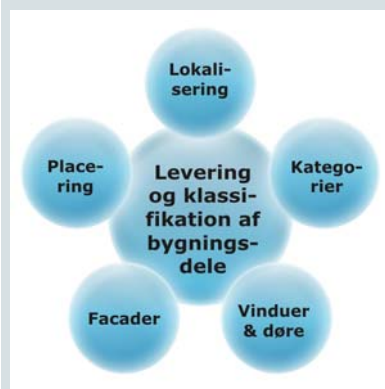 Lokali-
sering
Place-
ring
Levering
og klassi-
fikation af
bygnings-
dele
Katego-
rier
Facader
Vinduer
& døre